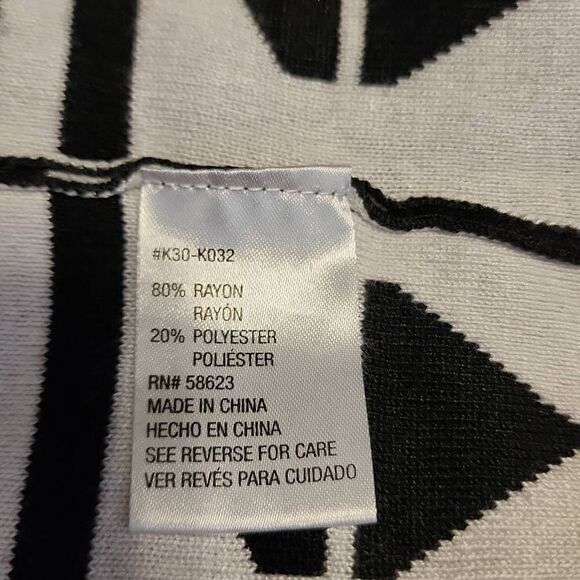 #K30-K032
80% RAYON
RAYÓN
20% POLYESTER
POLIÉSTER
RN# 58623
MADE IN CHINA
HECHO EN CHINA
SEE REVERSE FOR CARE
VER REVÉS PARA CUIDADO